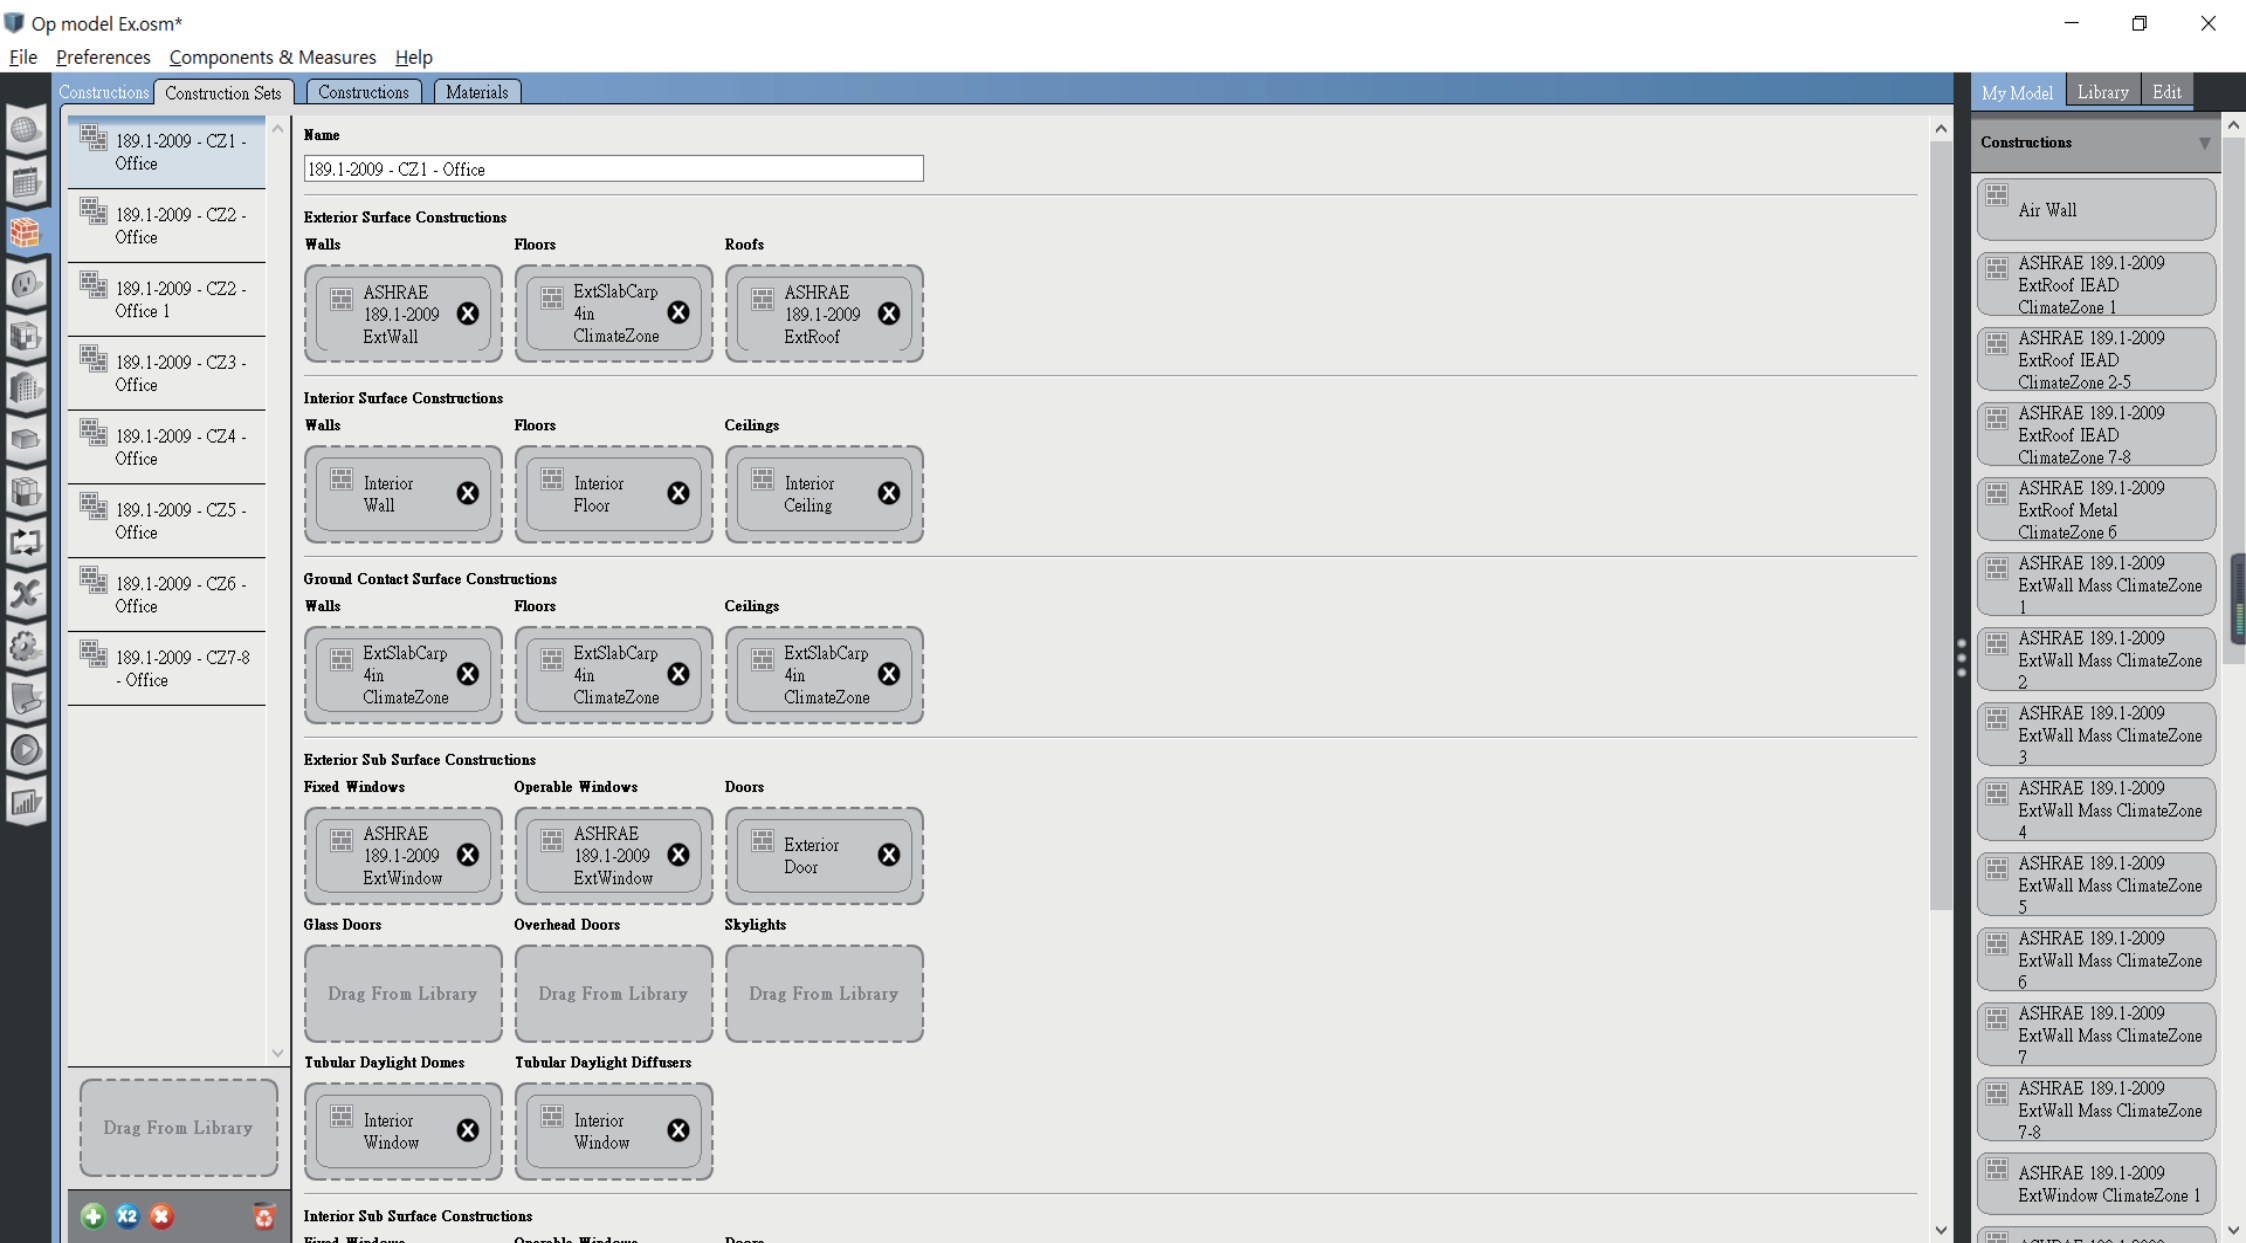 Op model Ex.osm*
File Preferences Components & Measures Help
Constructions Construction Sets Constructions Materials
My Model Library Edit
189.1-2009 - CZ1 -
Office
189.1-2009 - CZ2 -
Office
189.1-2009 - CZ2 -
Office 1
189.1-2009 - CZ3 -
Office
189.1-2009 - CZ4 -
Office
189.1-2009 - CZ5 -
Office
189.1-2009 - CZ6 -
Office
189.1-2009 - CZ7-8
- Office
Drag From Library
X2
Name
189.1-2009 - CZ1 - Office
Exterior Surface Constructions
Walls Floors Roofs
ASHRAE
189.1-2009
ExtWall
ExtSlabCarp
4in
ClimateZone
ASHRAE
189.1-2009
ExtRoof
Interior Surface Constructions
Walls Floors Ceilings
Interior
Wall
Interior
Floor
Interior
Ceiling
Ground Contact Surface Constructions
Walls Floors Ceilings
ExtSlabCarp
4in
ClimateZone
ExtSlabCarp
4in
ClimateZone
ExtSlabCarp
4in
ClimateZone
Exterior Sub Surface Constructions
Fixed Windows Operable Windows Doors
ASHRAE
189.1-2009
ExtWindow
ASHRAE
189.1-2009
ExtWindow
Exterior
Door
Glass Doors Overhead Doors Skylights
Drag From Library Drag From Library Drag From Library
Tubular Daylight Domes Tubular Daylight Diffusers
Interior
Window
Interior
Window
Interior Sub Surface Constructions
Fixed Windows Operable Windows Doors
Constructions
Air Wall
ASHRAE 189.1-2009
ExtRoof IEAD
ClimateZone 1
ASHRAE 189.1-2009
ExtRoof IEAD
ClimateZone 2-5
ASHRAE 189.1-2009
ExtRoof IEAD
ClimateZone 7-8
ASHRAE 189.1-2009
ExtRoof Metal
ClimateZone 6
ASHRAE 189.1-2009
ExtWall Mass ClimateZone
1
ASHRAE 189.1-2009
ExtWall Mass ClimateZone
2
ASHRAE 189.1-2009
ExtWall Mass ClimateZone
3
ASHRAE 189.1-2009
ExtWall Mass ClimateZone
4
ASHRAE 189.1-2009
ExtWall Mass ClimateZone
5
ASHRAE 189.1-2009
ExtWall Mass ClimateZone
6
ASHRAE 189.1-2009
ExtWall Mass ClimateZone
7
ASHRAE 189.1-2009
ExtWall Mass ClimateZone
7-8
ASHRAE 189.1-2009
ExtWindow ClimateZone 1
ASHRAE 189.1-2009